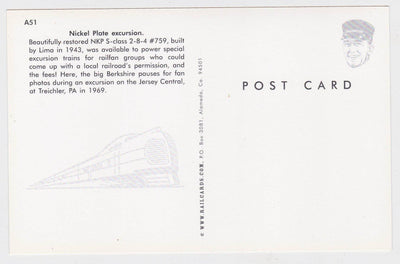 A51
Nickel Plate excursion.
Beautifully restored NKP S-class 2-8-4 #759, built
by Lima in 1943, was available to power special
excursion trains for railfan groups who could
come up with a local railroad's permission, and
the fees! Here, the big Berkshire pauses for fan
photos during an excursion on the Jersey Central,
at Treichler, PA in 1969.
© WWW.RAILCARDS.COM P.O. Box 3081, Alameda, Ca. 94501
POST CARD